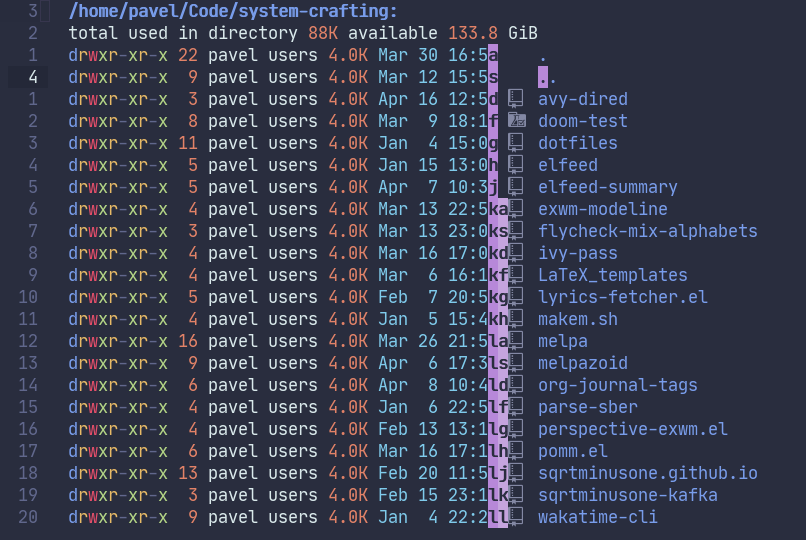 3 /home/pavel/Code/system-crafting:
2 total used in directory 88K available 133.8 GiB
1 drwxr-xr-x 22 pavel users 4.0K Mar 30 16:5a .
4 drwxr-xr-x 9 pavel users 4.0K Mar 12 15:5s ..
1 drwxr-xr-x 3 pavel users 4.0K Apr 16 12:5d avy-dired
2 drwxr-xr-x 8 pavel users 4.0K Mar 9 18:1f doom-test
3 drwxr-xr-x 11 pavel users 4.0K Jan 4 15:0g dotfiles
4 drwxr-xr-x 5 pavel users 4.0K Jan 15 13:0h elfeed
5 drwxr-xr-x 5 pavel users 4.0K Apr 7 10:3j elfeed-summary
6 drwxr-xr-x 4 pavel users 4.0K Mar 13 22:5ka exwm-modeline
7 drwxr-xr-x 3 pavel users 4.0K Mar 13 23:0ks flycheck-mix-alphabets
8 drwxr-xr-x 4 pavel users 4.0K Mar 16 17:0kd ivy-pass
9 drwxr-xr-x 4 pavel users 4.0K Mar 6 16:1kf LaTeX_templates
10 drwxr-xr-x 5 pavel users 4.0K Feb 7 20:5kg lyrics-fetcher.el
11 drwxr-xr-x 4 pavel users 4.0K Jan 5 15:4kh makem.sh
12 drwxr-xr-x 16 pavel users 4.0K Mar 26 21:5la melpa
13 drwxr-xr-x 9 pavel users 4.0K Apr 6 17:3ls melpazoid
14 drwxr-xr-x 6 pavel users 4.0K Apr 8 10:4ld org-journal-tags
15 drwxr-xr-x 4 pavel users 4.0K Jan 6 22:5lf parse-sber
16 drwxr-xr-x 4 pavel users 4.0K Feb 13 13:1lg perspective-exwm.el
17 drwxr-xr-x 6 pavel users 4.0K Mar 16 17:1lh pomm.el
18 drwxr-xr-x 13 pavel users 4.0K Feb 20 11:5lj sqrtminusone.github.io
19 drwxr-xr-x 3 pavel users 4.0K Feb 15 23:1lk sqrtminusone-kafka
20 drwxr-xr-x 9 pavel users 4.0K Jan 4 22:2ll wakatime-cli